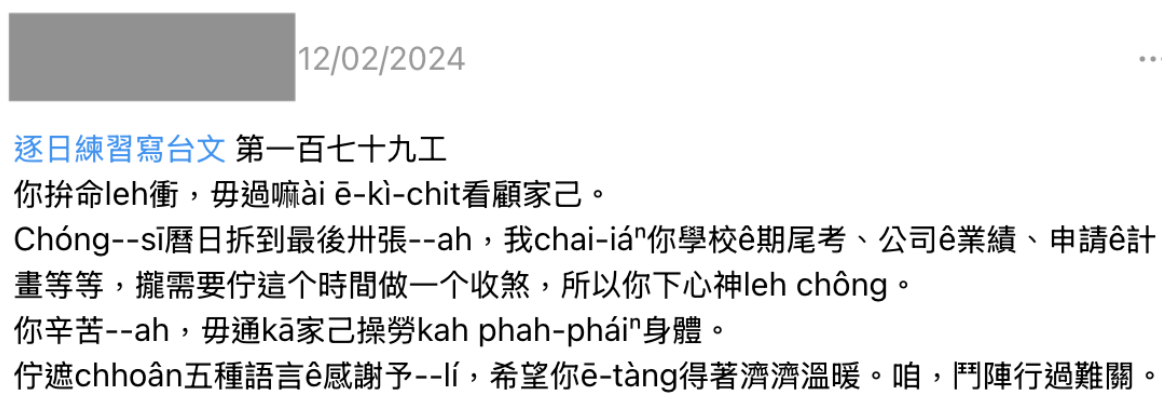 12/02/2024
逐日練習寫台文 第一百七十九工
你拚命leh衝，毋過嘛ài ē-kì-chit看顧家己。
Chóng--sī曆日拆到最後卅張--ah，我chai-iáⁿ你學校ê期尾考、公司ê業績、申請ê計
畫等等，攏需要佇這个時間做一个收煞，所以你下心神leh chông。
你辛苦--ah，毋通kā家己操勞kah phah-pháiⁿ身體。
佇遮chhoân五種語言ê感謝予--lí，希望你ē-tàng得著濟濟溫暖。咱，鬥陣行過難關。